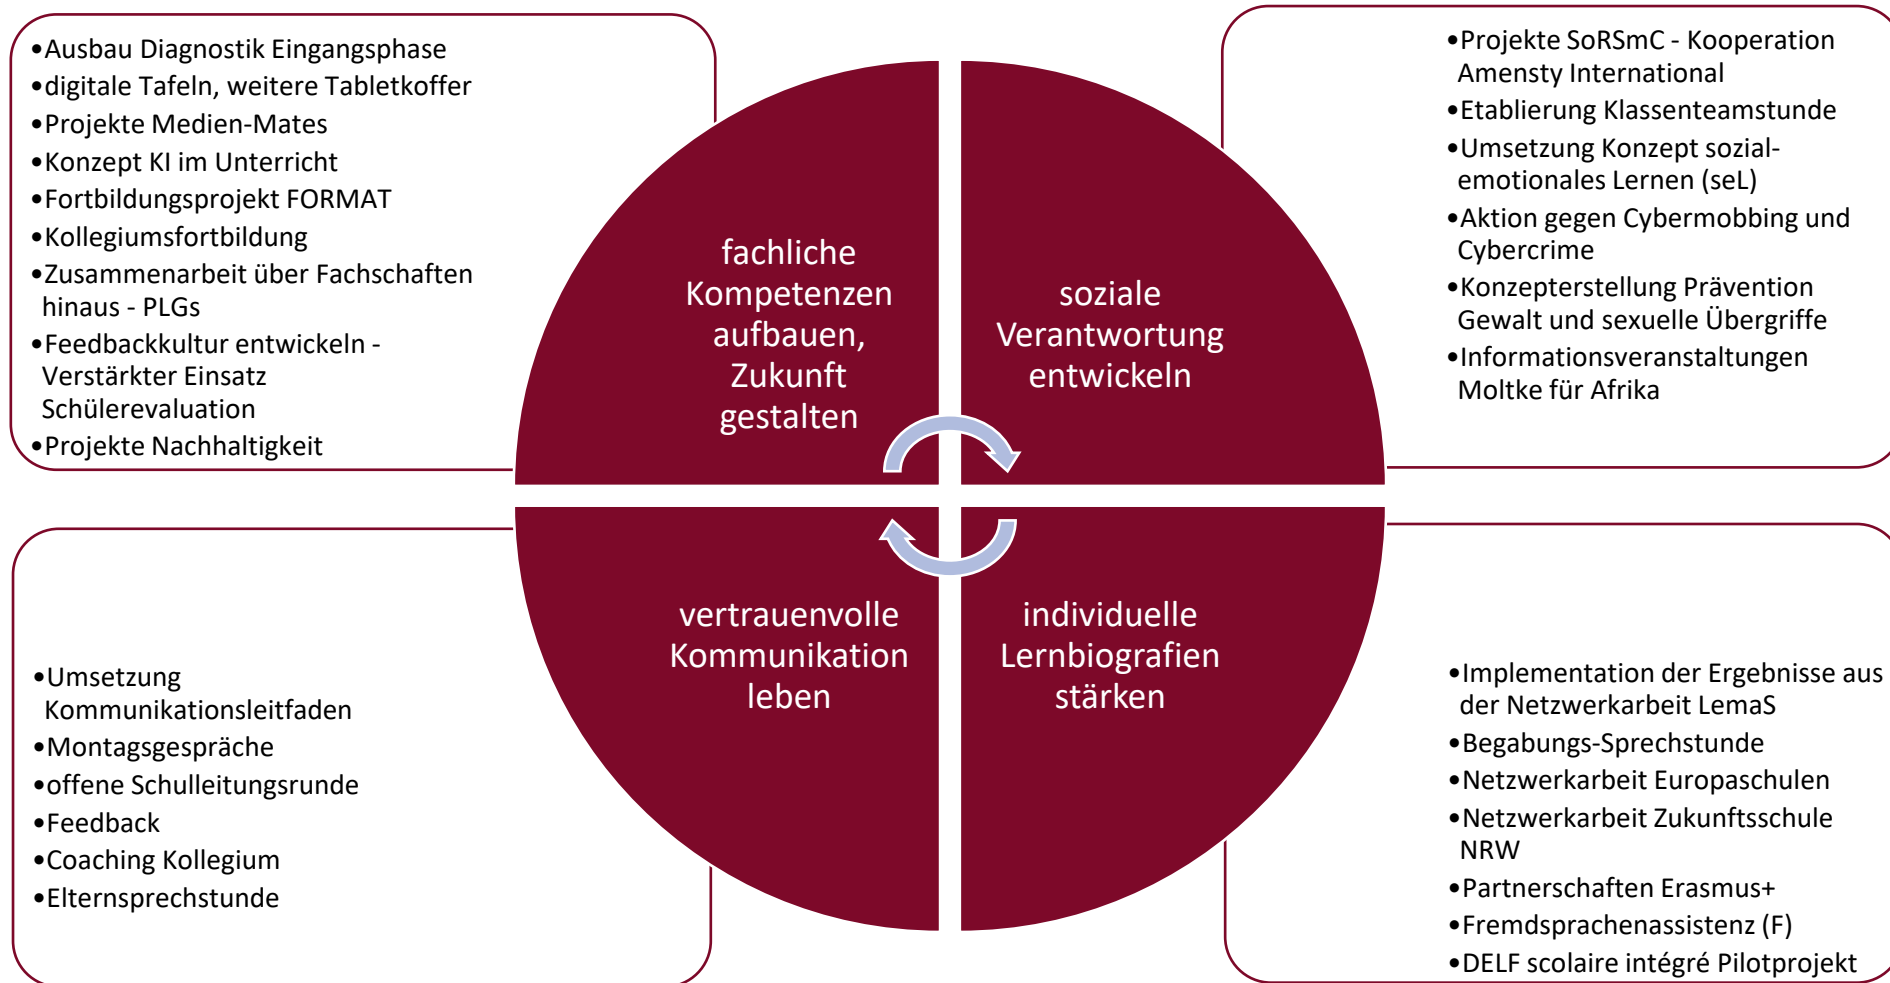 •Ausbau Diagnostik Eingangsphase
•digitale Tafeln, weitere Tabletkoffer
•Projekte Medien-Mates
•Konzept KI im Unterricht
•Fortbildungsprojekt FORMAT
•Kollegiumsfortbildung
•Zusammenarbeit über Fachschaften
hinaus - PLGs
•Feedbackkultur entwickeln -
Verstärkter Einsatz
Schülerevaluation
•Projekte Nachhaltigkeit
fachliche
Kompetenzen
aufbauen,
Zukunft
gestalten
soziale
Verantwortung
entwickeln
•Projekte SoRSmC - Kooperation
Amensty International
•Etablierung Klassenteamstunde
•Umsetzung Konzept sozial-
emotionales Lernen (seL)
•Aktion gegen Cybermobbing und
Cybercrime
•Konzepterstellung Prävention
Gewalt und sexuelle Übergriffe
•Informationsveranstaltungen
Moltke für Afrika
•Umsetzung
Kommunikationsleitfaden
•Montagsgespräche
•offene Schulleitungsrunde
•Feedback
•Coaching Kollegium
•Elternsprechstunde
vertrauenvolle
Kommunikation
leben
individuelle
Lernbiografien
stärken
•Implementation der Ergebnisse aus
der Netzwerkarbeit LemaS
•Begabungs-Sprechstunde
•Netzwerkarbeit Europaschulen
•Netzwerkarbeit Zukunftsschule
NRW
•Partnerschaften Erasmus+
•Fremdsprachenassistenz (F)
•DELF scolaire intégré Pilotprojekt